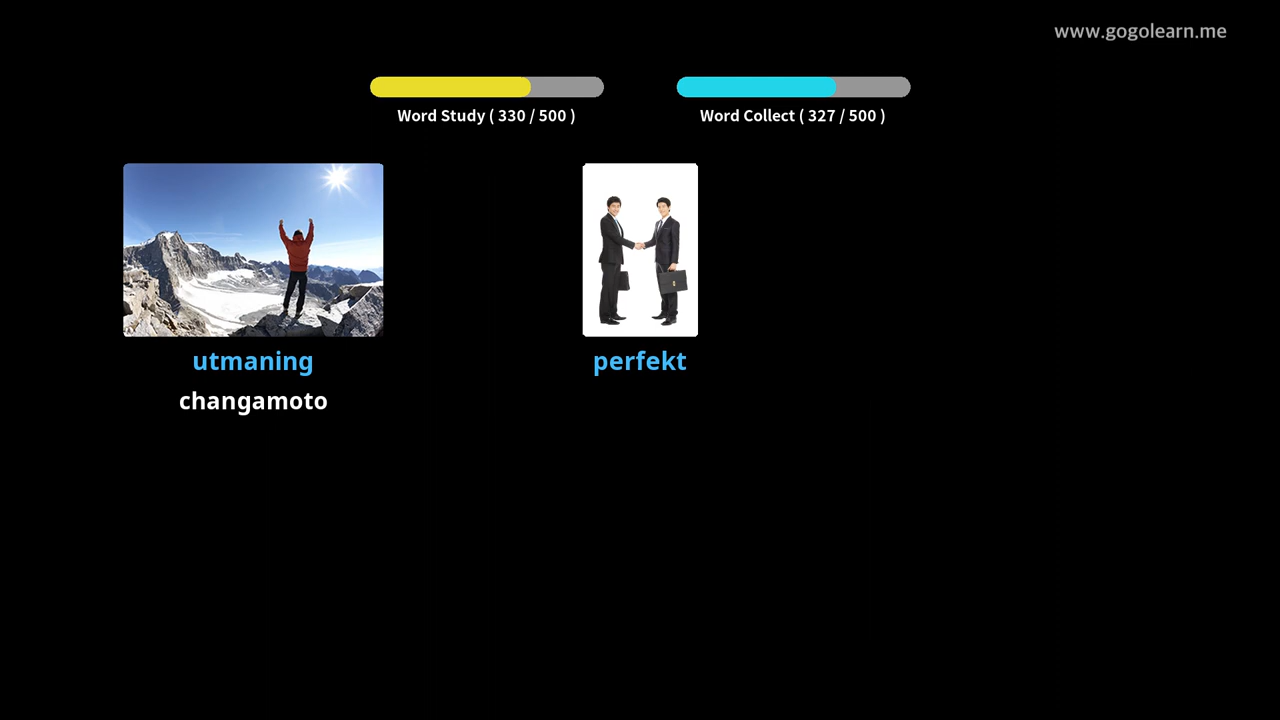 www.gogolearn.me
Word Study ( 330 / 500 )
Word Collect ( 327 / 500 )
utmaning
changamoto
perfekt